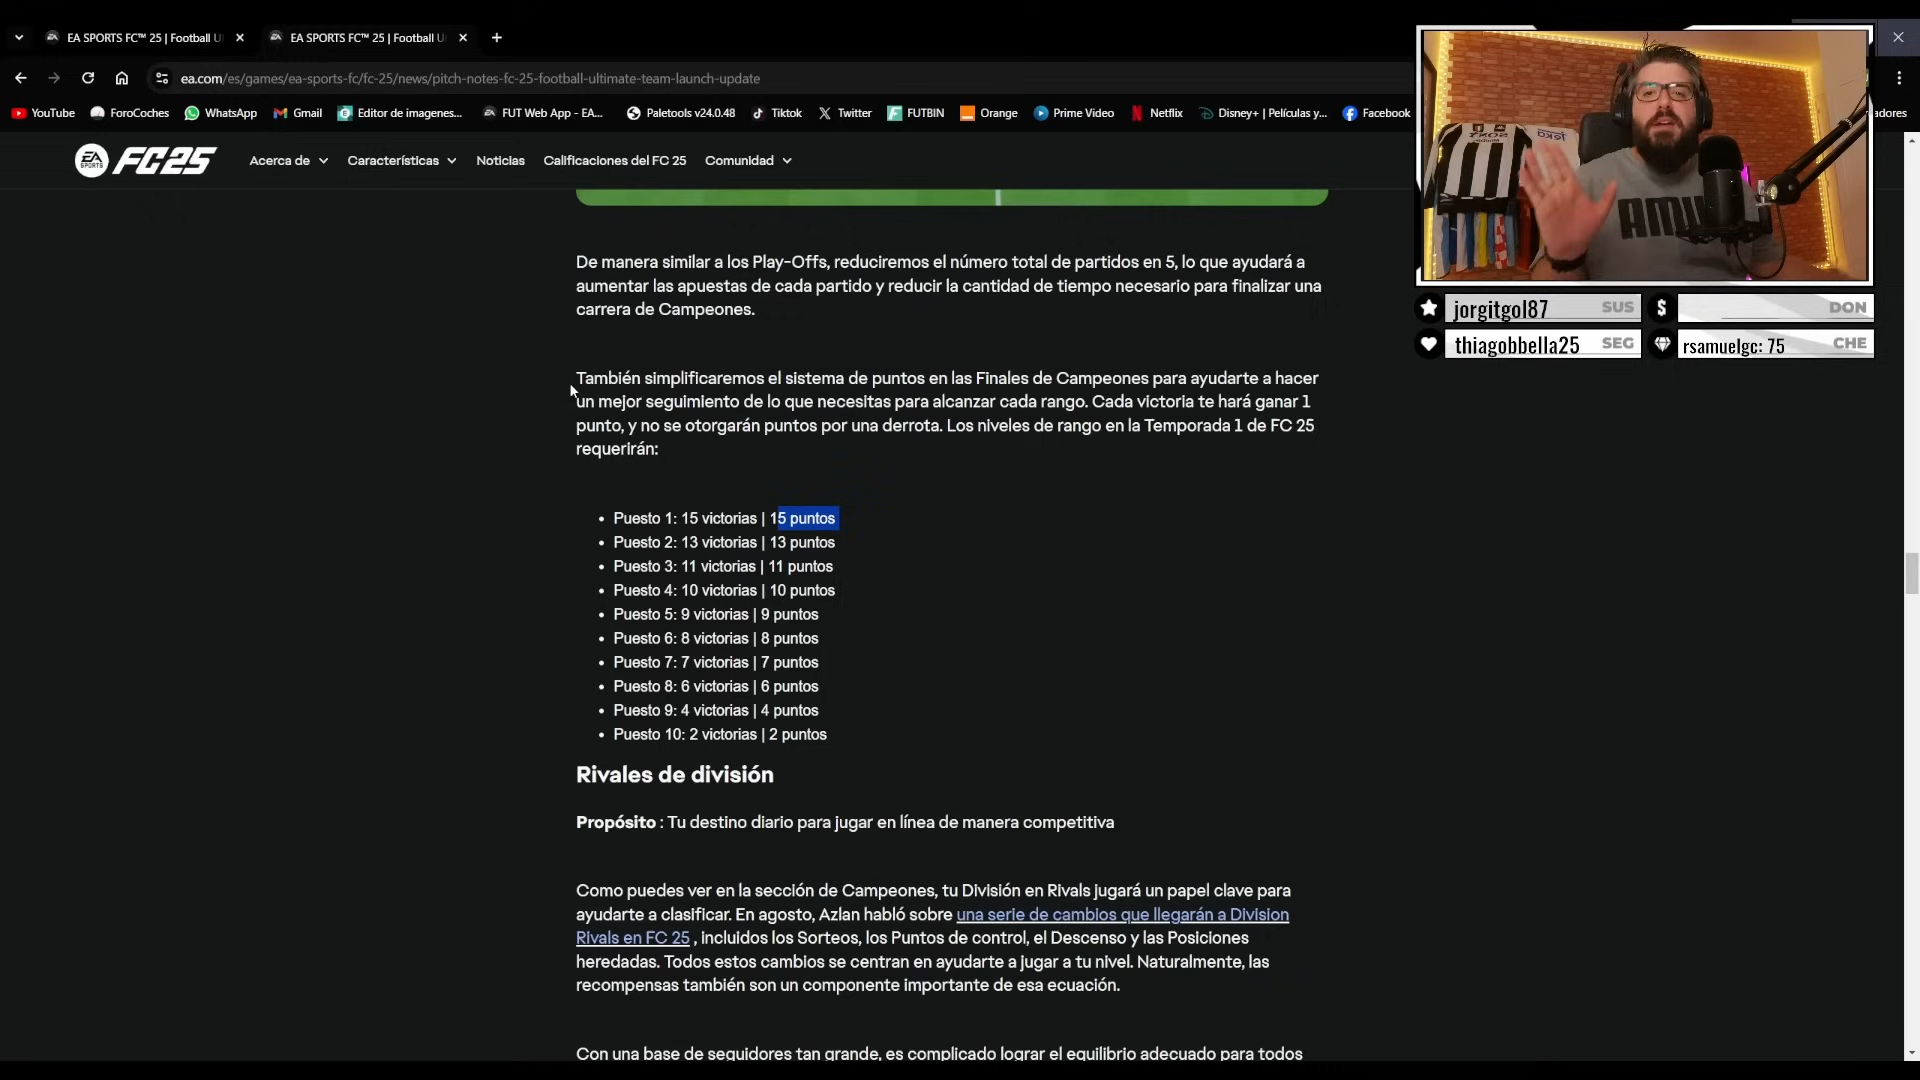 EA SPORTS FC™ 25 | Football U
EA SPORTS FC™ 25 | Football U
ea.com/es/games/ea-sports-fc/fc-25/news/pitch-notes-fc-25-football-ultimate-team-launch-update
YouTube ForoCoches WhatsApp Gmail Editor de imagenes... FUT Web App - EA... Paletools v24.0.48 Tiktok Twitter FUTBIN Orange Prime Video Netflix Disney+ | Películas y... Facebook adores
EA SPORTS FC25 Acerca de Características Noticias Calificaciones del FC 25 Comunidad
De manera similar a los Play-Offs, reduciremos el número total de partidos en 5, lo que ayudará a
aumentar las apuestas de cada partido y reducir la cantidad de tiempo necesario para finalizar una
carrera de Campeones.
También simplificaremos el sistema de puntos en las Finales de Campeones para ayudarte a hacer
un mejor seguimiento de lo que necesitas para alcanzar cada rango. Cada victoria te hará ganar 1
punto, y no se otorgarán puntos por una derrota. Los niveles de rango en la Temporada 1 de FC 25
requerirán:
• Puesto 1: 15 victorias | 15 puntos
• Puesto 2: 13 victorias | 13 puntos
• Puesto 3: 11 victorias | 11 puntos
• Puesto 4: 10 victorias | 10 puntos
• Puesto 5: 9 victorias | 9 puntos
• Puesto 6: 8 victorias | 8 puntos
• Puesto 7: 7 victorias | 7 puntos
• Puesto 8: 6 victorias | 6 puntos
• Puesto 9: 4 victorias | 4 puntos
• Puesto 10: 2 victorias | 2 puntos
Rivales de división
Propósito : Tu destino diario para jugar en línea de manera competitiva
Como puedes ver en la sección de Campeones, tu División en Rivals jugará un papel clave para
ayudarte a clasificar. En agosto, Azlan habló sobre una serie de cambios que llegarán a Division
Rivals en FC 25 , incluidos los Sorteos, los Puntos de control, el Descenso y las Posiciones
heredadas. Todos estos cambios se centran en ayudarte a jugar a tu nivel. Naturalmente, las
recompensas también son un componente importante de esa ecuación.
Con una base de seguidores tan grande, es complicado lograr el equilibrio adecuado para todos
jorgitgol87 SUS DON
thiagobbella25 SEG rsamuelgc: 75 CHE